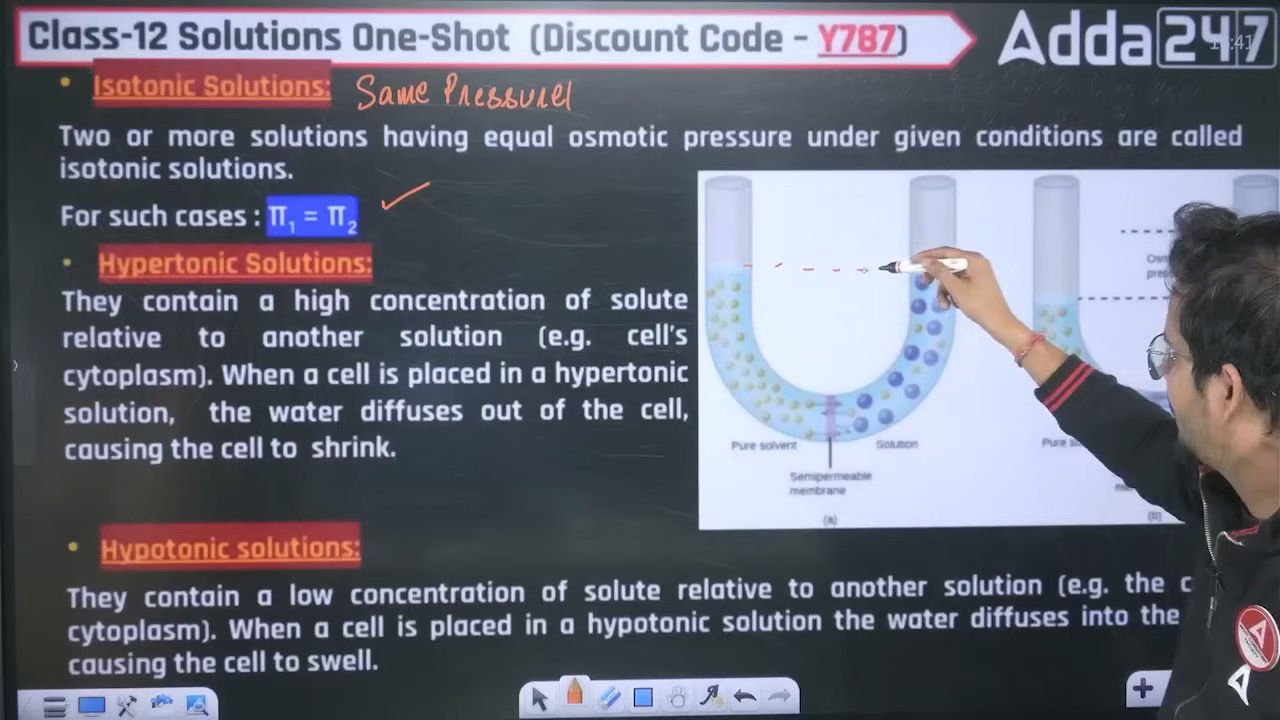 Class-12 Solutions One-Shot (Discount Code - Y787)
Adda247
Isotonic Solutions: Same Pressure
Two or more solutions having equal osmotic pressure under given conditions are called
isotonic solutions.
For such cases : π₁ = π₂
Hypertonic Solutions:
They contain a high concentration of solute
relative to another solution (e.g. cell's
cytoplasm). When a cell is placed in a hypertonic
solution, the water diffuses out of the cell,
causing the cell to shrink.
Pure solvent
Solution
Semipermeable
membrane
(a)
Pure
(b)
Hypotonic solutions:
They contain a low concentration of solute relative to another solution (e.g. the c
cytoplasm). When a cell is placed in a hypotonic solution the water diffuses into the
causing the cell to swell.